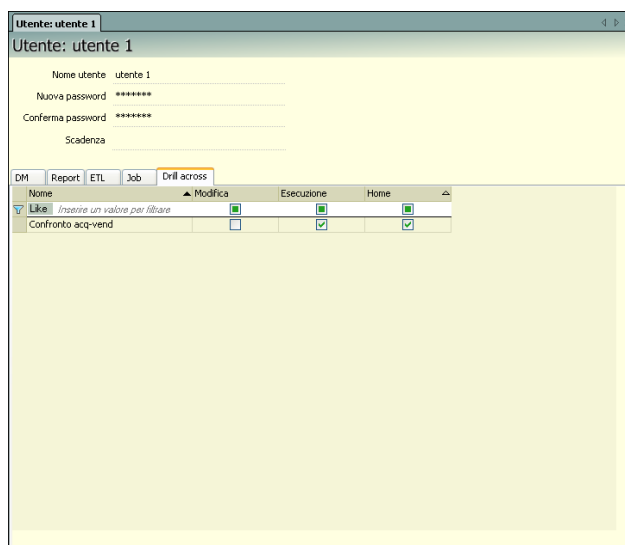 Utente: utente 1
Utente: utente 1
Nome utente utente 1
Nuova password *******
Conferma password *******
Scadenza
DM Report ETL Job Drill across
Nome Modifica Esecuzione Home
Like Inserire un valore per filtrare
Confronto acq-vend